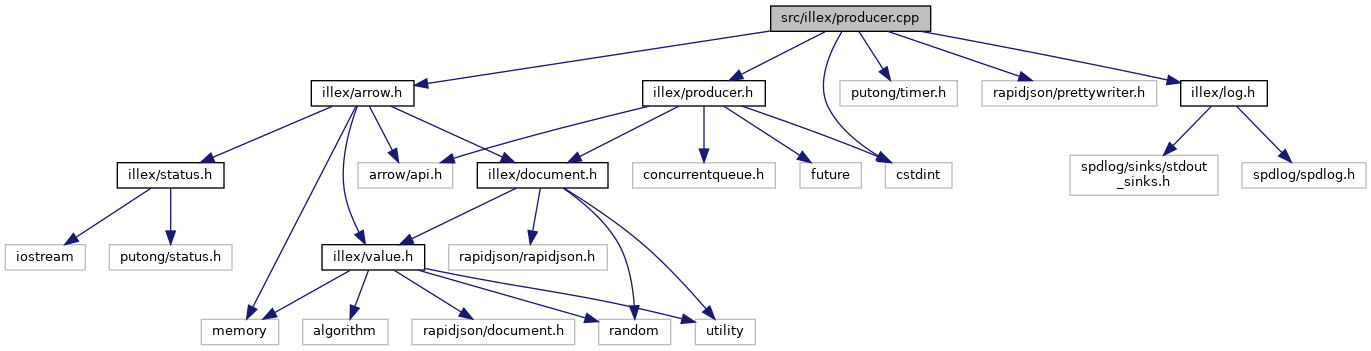 src/illex/producer.cpp
illex/arrow.h
illex/producer.h
putong/timer.h
rapidjson/prettywriter.h
illex/log.h
illex/status.h
arrow/api.h
illex/document.h
concurrentqueue.h
future
cstdint
spdlog/sinks/stdout
_sinks.h
spdlog/spdlog.h
iostream
putong/status.h
illex/value.h
rapidjson/rapidjson.h
memory
algorithm
rapidjson/document.h
random
utility